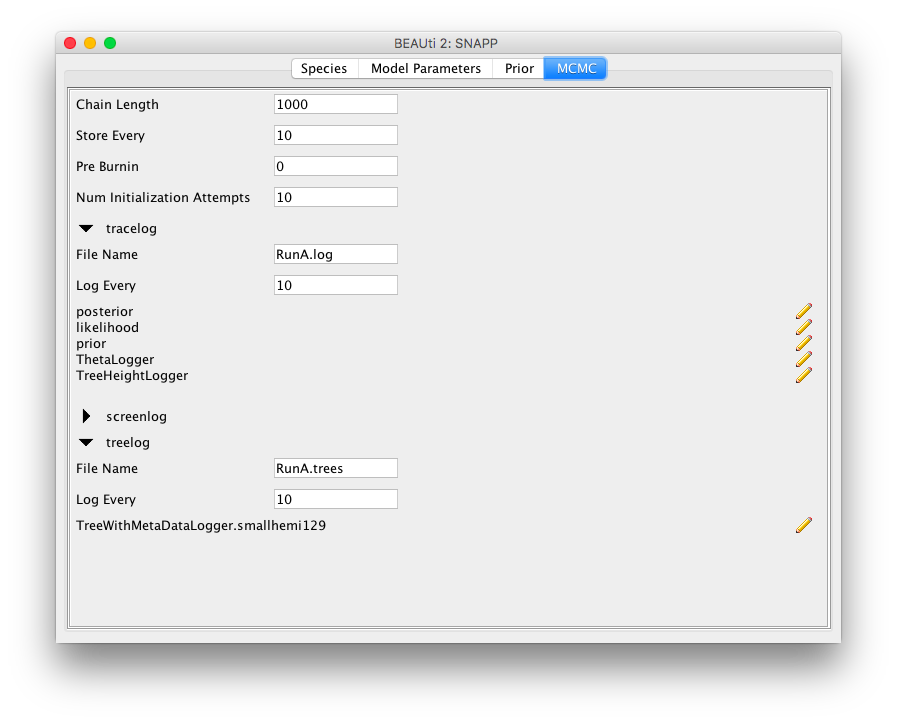 BEAUti 2: SNAPP
Species Model Parameters Prior MCMC
Chain Length 1000
Store Every 10
Pre Burnin 0
Num Initialization Attempts 10
tracelog
File Name RunA.log
Log Every 10
posterior
likelihood
prior
ThetaLogger
TreeHeightLogger
screenlog
treelog
File Name RunA.trees
Log Every 10
TreeWithMetaDataLogger.smallhemi129